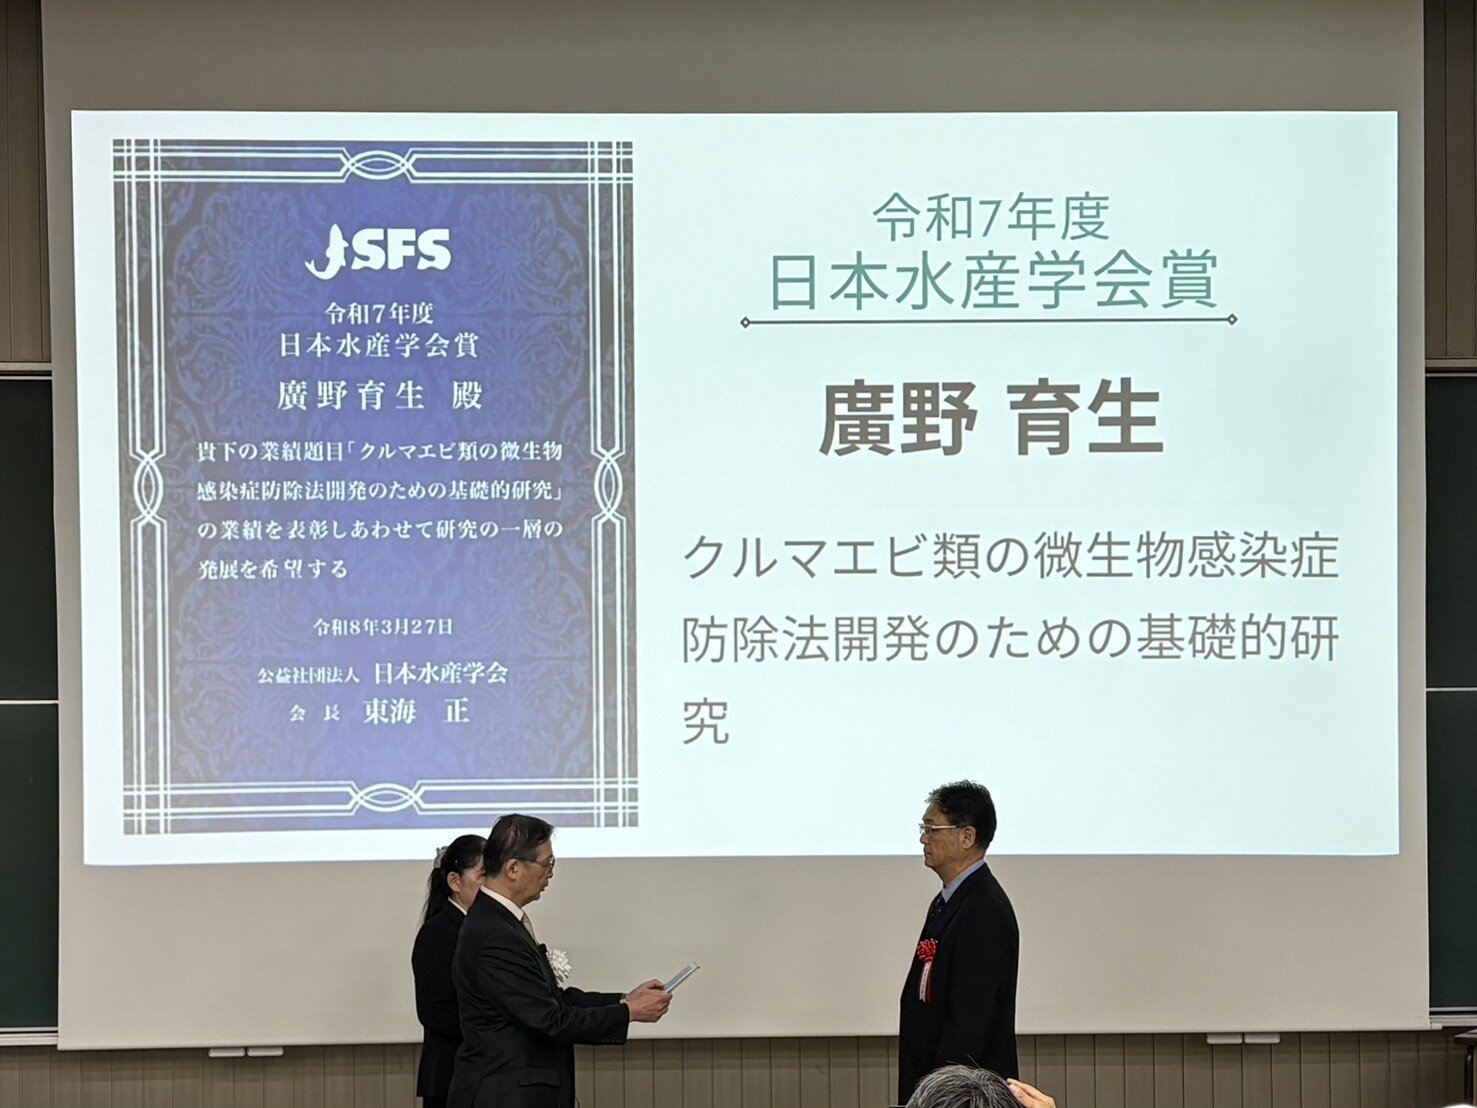 JSFS
令和7年度
日本水産学会賞
廣野育生 殿
貴下の業績題目「クルマエビ類の微生物
感染症防除法開発のための基礎的研究」
の業績を表彰しあわせて研究の一層の
発展を希望する
令和8年3月27日
公益社団法人 日本水産学会
会 長 東海 正
令和7年度
日本水産学会賞
廣野 育生
クルマエビ類の微生物感染症
防除法開発のための基礎的研
究